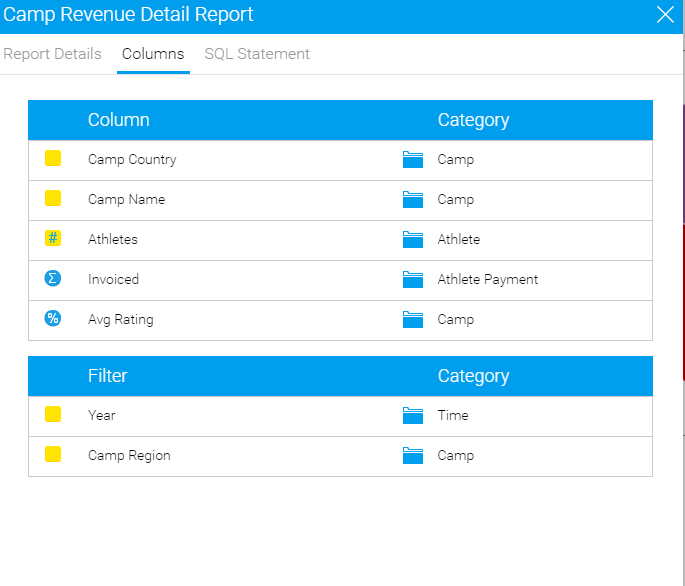 Camp Revenue Detail Report
Report Details Columns SQL Statement
Column Category
Camp Country Camp
Camp Name Camp
# Athletes Athlete
Σ Invoiced Athlete Payment
% Avg Rating Camp
Filter Category
Year Time
Camp Region Camp